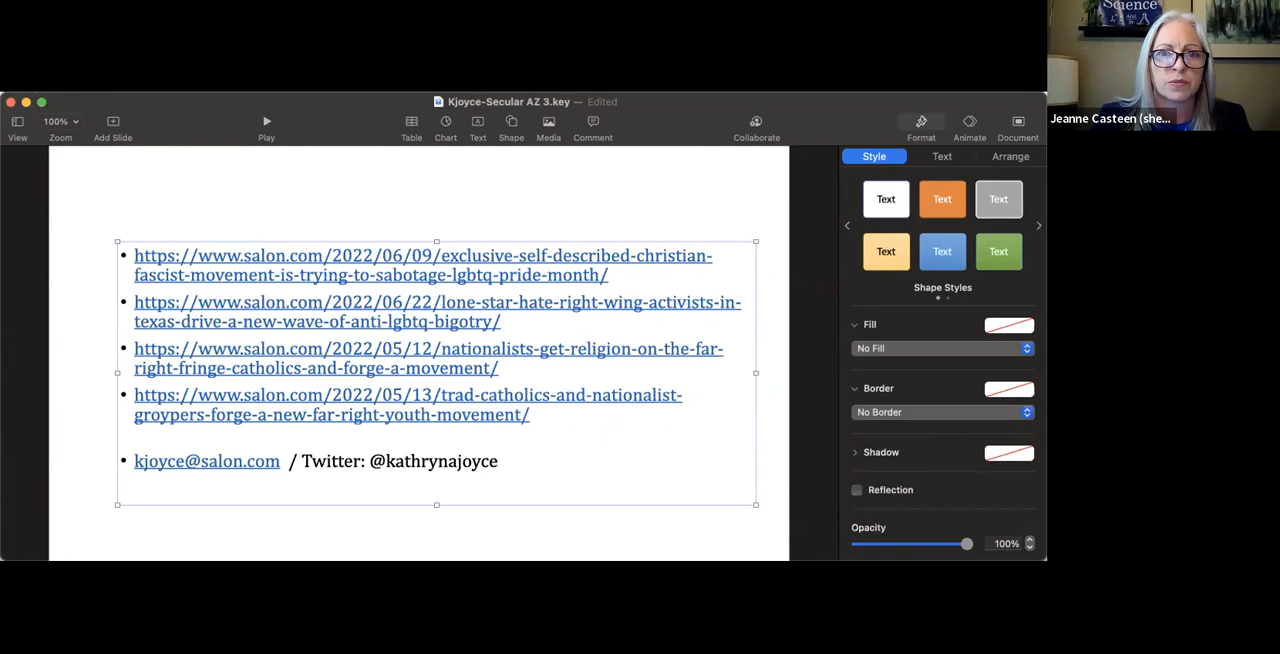 Science
Jeanne Casteen (she...
Kjoyce-Secular AZ 3.key — Edited
100%
View
Zoom
Add Slide
Play
Table
Chart
Text
Shape
Media
Comment
Collaborate
Format
Animate
Document
Style
Text
Arrange
Text
Text
Text
Text
Text
Text
Shape Styles
Fill
No Fill
Border
No Border
Shadow
Reflection
Opacity
100%
• https://www.salon.com/2022/06/09/exclusive-self-described-christian-
fascist-movement-is-trying-to-sabotage-lgbtq-pride-month/
• https://www.salon.com/2022/06/22/lone-star-hate-right-wing-activists-in-
texas-drive-a-new-wave-of-anti-lgbtq-bigotry/
• https://www.salon.com/2022/05/12/nationalists-get-religion-on-the-far-
right-fringe-catholics-and-forge-a-movement/
• https://www.salon.com/2022/05/13/trad-catholics-and-nationalist-
groypers-forge-a-new-far-right-youth-movement/
• kjoyce@salon.com / Twitter: @kathrynajoyce